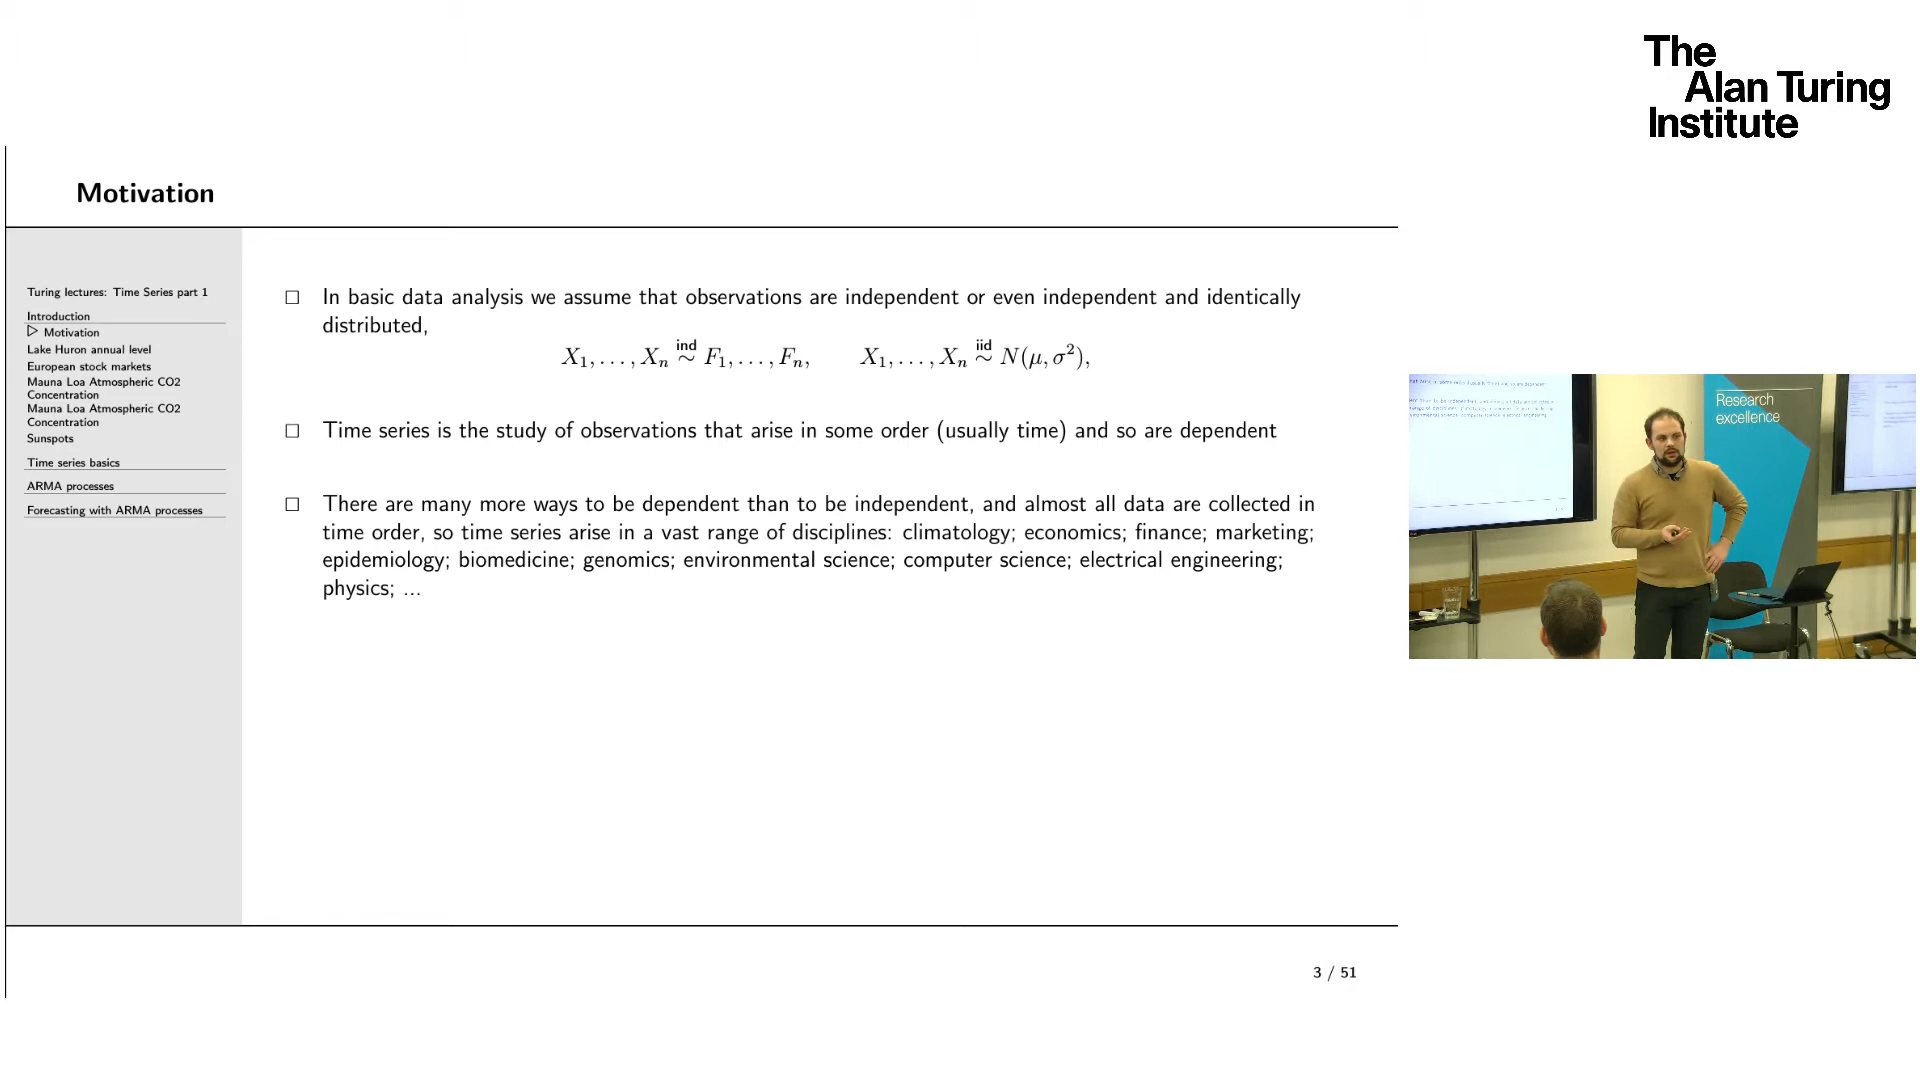 The
Alan Turing
Institute
Motivation
Turing lectures: Time Series part 1
Introduction
▷ Motivation
Lake Huron annual level
European stock markets
Mauna Loa Atmospheric CO2
Concentration
Mauna Loa Atmospheric CO2
Concentration
Sunspots
Time series basics
ARMA processes
Forecasting with ARMA processes
□ In basic data analysis we assume that observations are independent or even independent and identically
distributed,
X₁, . . . , Xₙ ind ∼ F₁, . . . , Fₙ, X₁, . . . , Xₙ iid ∼ N(μ, σ²),
□ Time series is the study of observations that arise in some order (usually time) and so are dependent
□ There are many more ways to be dependent than to be independent, and almost all data are collected in
time order, so time series arise in a vast range of disciplines: climatology; economics; finance; marketing;
epidemiology; biomedicine; genomics; environmental science; computer science; electrical engineering;
physics; ...
3 / 51
Research
excellence